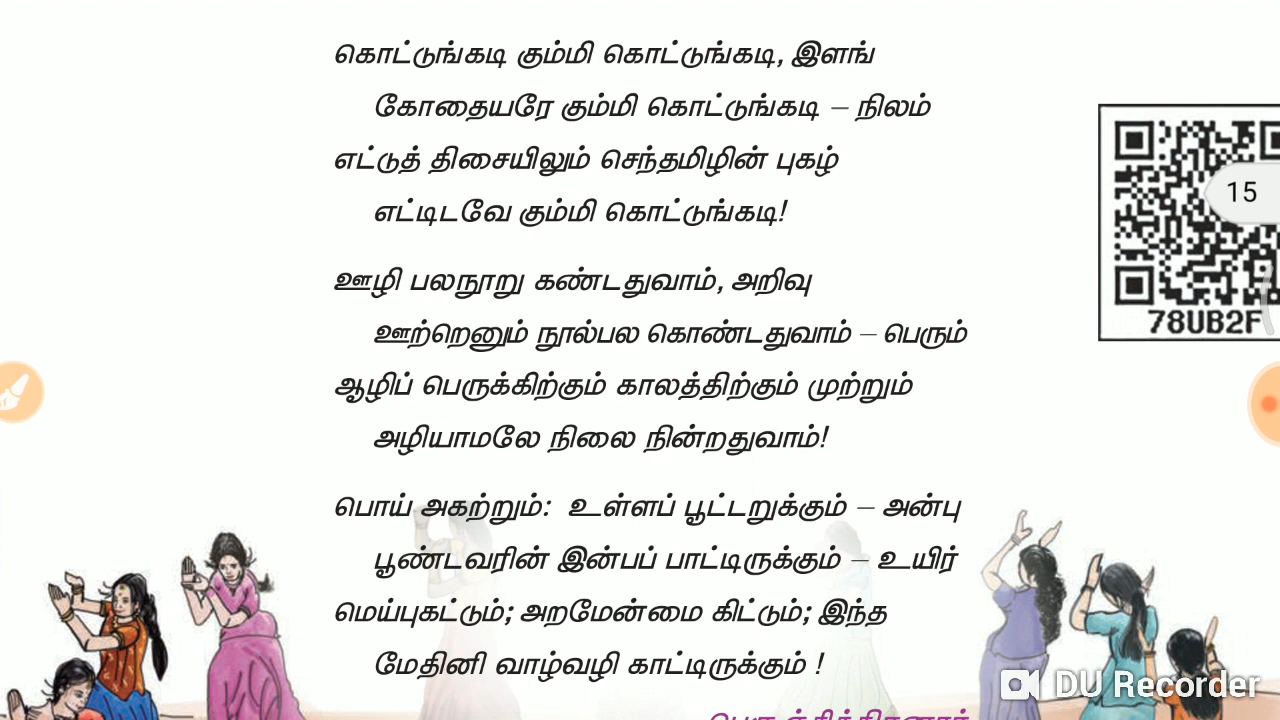 கொட்டுங்கடி கும்மி கொட்டுங்கடி, இளங்
கோதையரே கும்மி கொட்டுங்கடி – நிலம்
எட்டுத் திசையிலும் செந்தமிழின் புகழ்
எட்டிடவே கும்மி கொட்டுங்கடி!
ஊழி பலநூறு கண்டதுவாம், அறிவு
ஊற்றெனும் நூல்பல கொண்டதுவாம் – பெரும்
ஆழிப் பெருக்கிற்கும் காலத்திற்கும் முற்றும்
அழியாமலே நிலை நின்றதுவாம்!
பொய் அகற்றும்: உள்ளப் பூட்டறுக்கும் – அன்பு
பூண்டவரின் இன்பப் பாட்டிருக்கும் – உயிர்
மெய்புகட்டும்; அறமேன்மை கிட்டும்; இந்த
மேதினி வாழ்வழி காட்டிருக்கும் !
15
78UB2F
DU Recorder